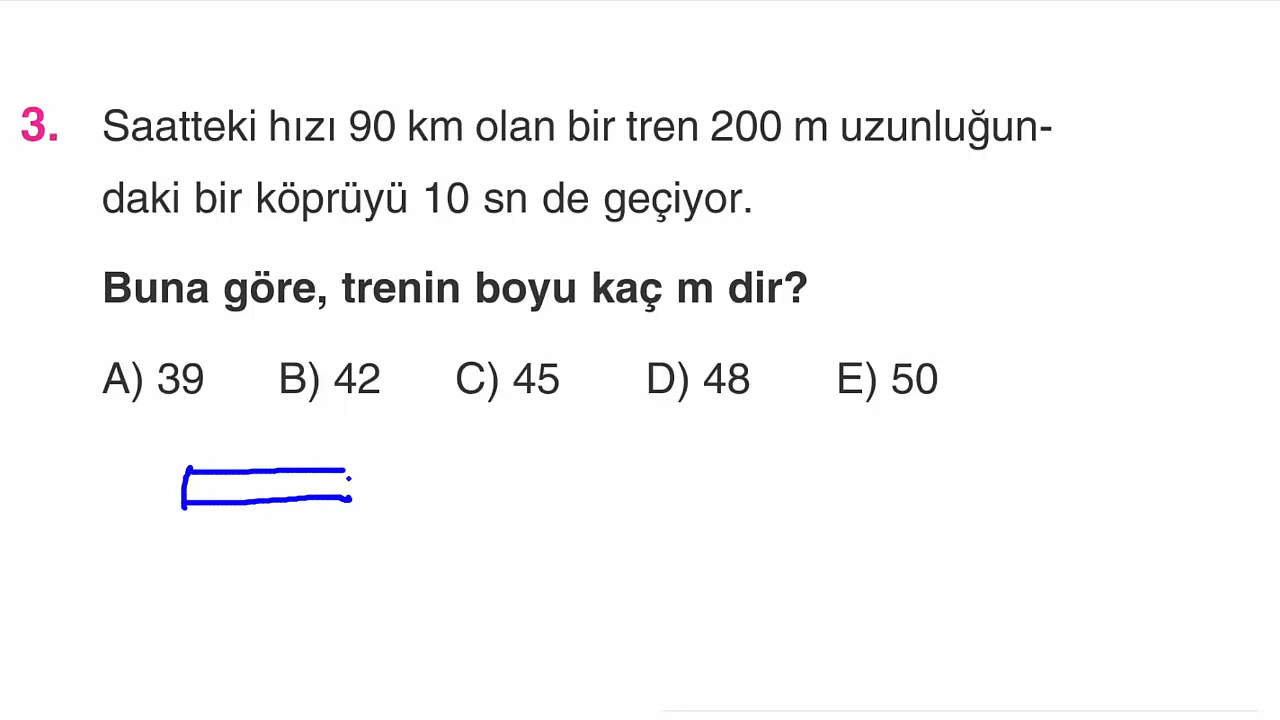 3. Saatteki hızı 90 km olan bir tren 200 m uzunluğun-
daki bir köprüyü 10 sn de geçiyor.
Buna göre, trenin boyu kaç m dir?
A) 39 B) 42 C) 45 D) 48 E) 50